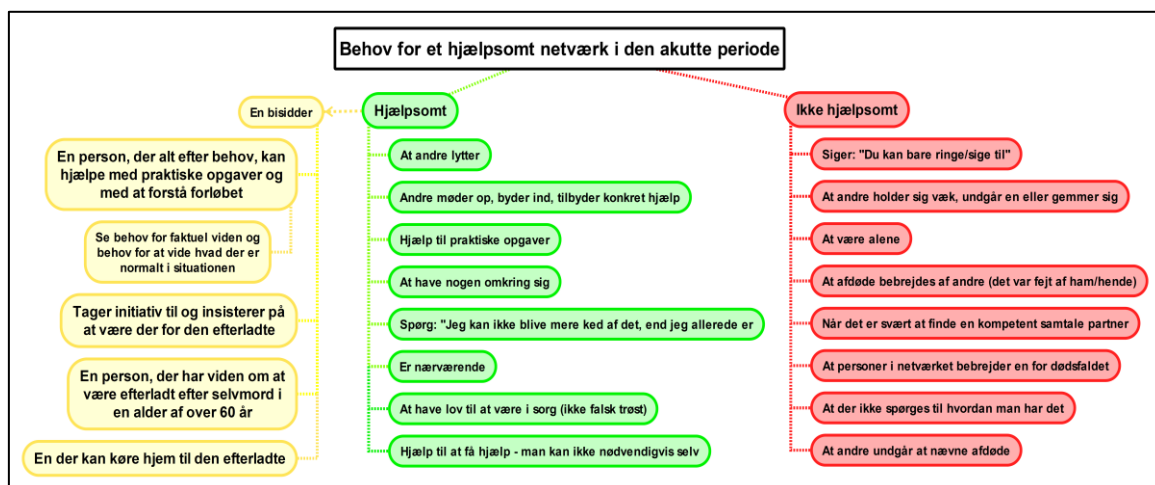 Behov for et hjælpsomt netværk i den akutte periode
En bisidder
En person, der alt efter behov, kan
hjælpe med praktiske opgaver og
med at forstå forløbet
Se behov for faktuel viden og
behov for at vide hvad der er
normalt i situationen
Tager initiativ til og insisterer på
at være der for den efterladte
En person, der har viden om at
være efterladt efter selvmord i
en alder af over 60 år
En der kan køre hjem til den efterladte
Hjælpsomt
At andre lytter
Andre møder op, byder ind, tilbyder konkret hjælp
Hjælp til praktiske opgaver
At have nogen omkring sig
Spørg: "Jeg kan ikke blive mere ked af det, end jeg allerede er
Er nærværende
At have lov til at være i sorg (ikke falsk trøst)
Hjælp til at få hjælp - man kan ikke nødvendigvis selv
Ikke hjælpsomt
Siger: "Du kan bare ringe/sige til"
At andre holder sig væk, undgår en eller gemmer sig
At være alene
At afdøde bebrejdes af andre (det var fejt af ham/hende)
Når det er svært at finde en kompetent samtale partner
At personer i netværket bebrejder en for dødsfaldet
At der ikke spørges til hvordan man har det
At andre undgår at nævne afdøde